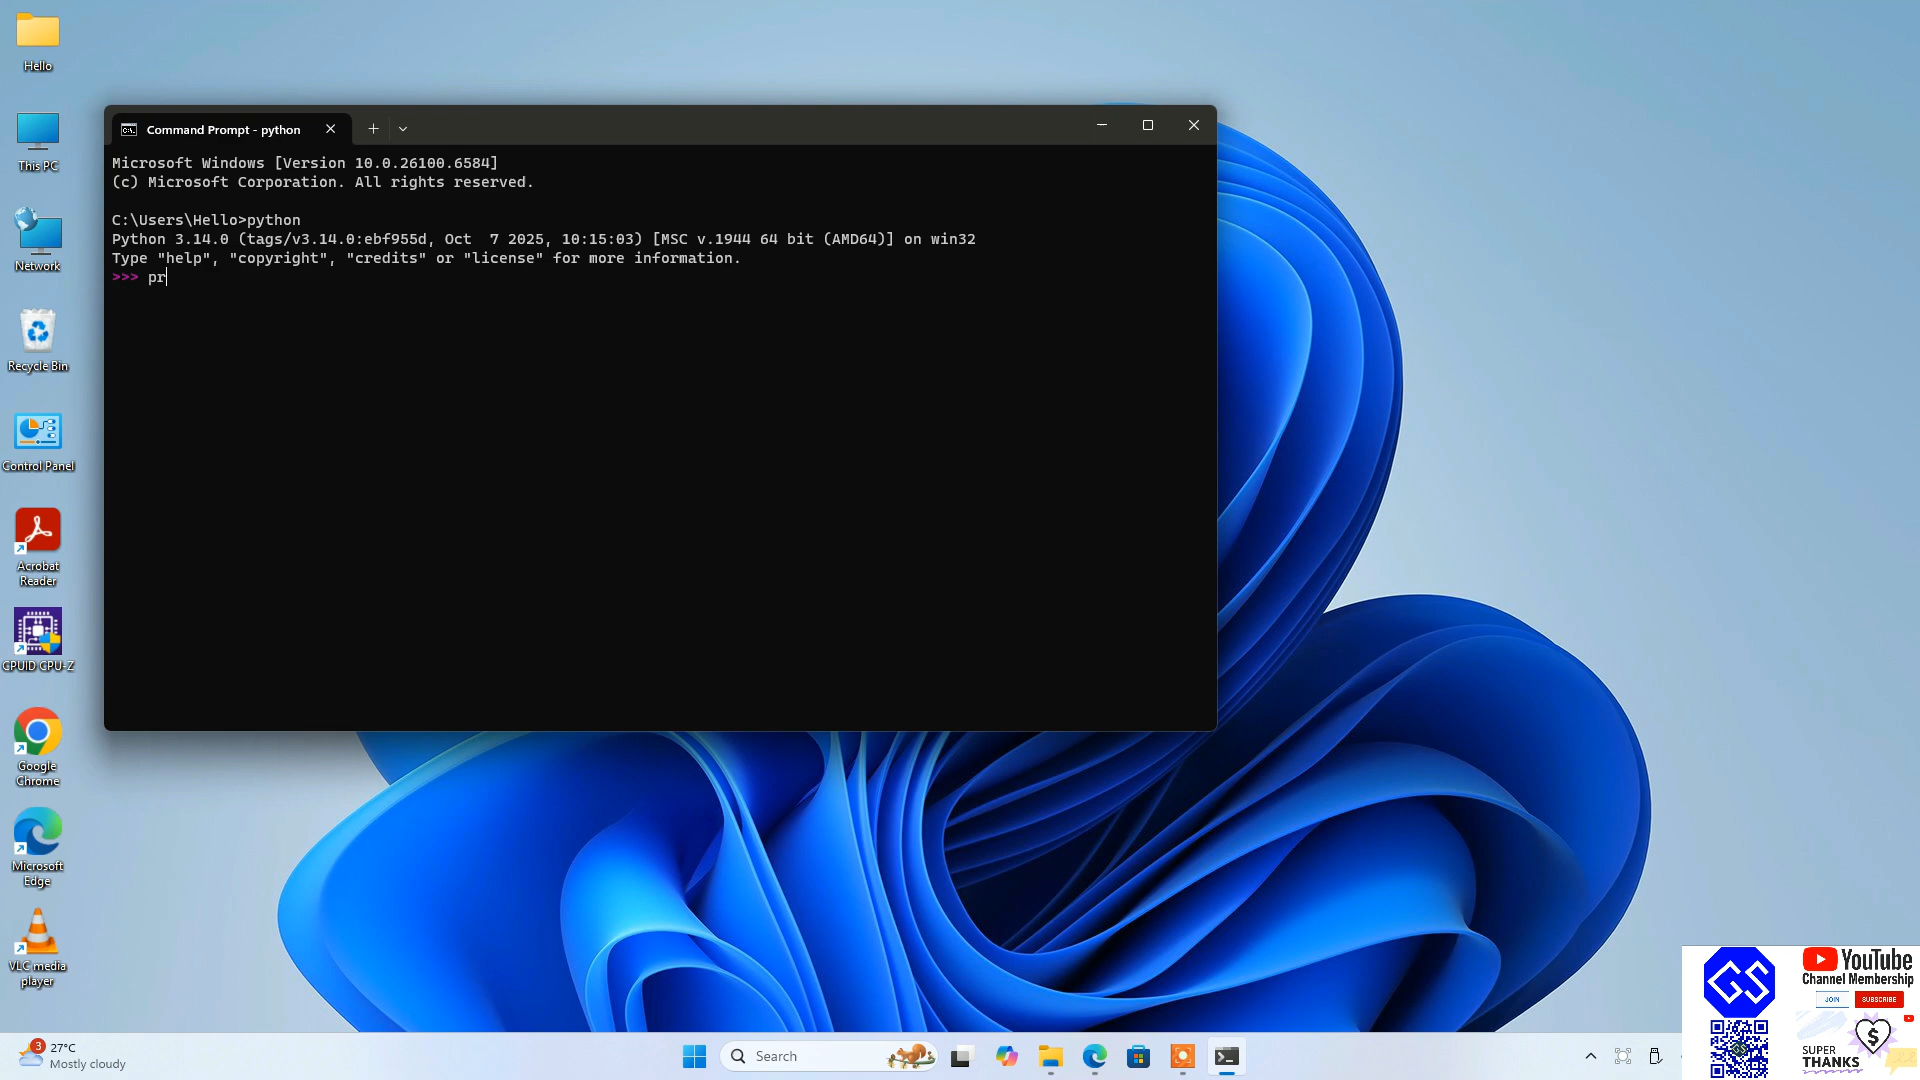 Hello
This PC
Network
Recycle Bin
Control Panel
Acrobat
Reader
CPUID CPU-Z
Google
Chrome
Microsoft
Edge
VLC media
player
Command Prompt - python
Microsoft Windows [Version 10.0.26100.6584]
(c) Microsoft Corporation. All rights reserved.
C:\Users\Hello>python
Python 3.14.0 (tags/v3.14.0:ebf955d, Oct  7 2025, 10:15:03) [MSC v.1944 64 bit (AMD64)] on win32
Type "help", "copyright", "credits" or "license" for more information.
>>> pr
3
27°C
Mostly cloudy
Search
GS
YouTube
Channel Membership
JOIN
SUBSCRIBE
$
SUPER
THANKS